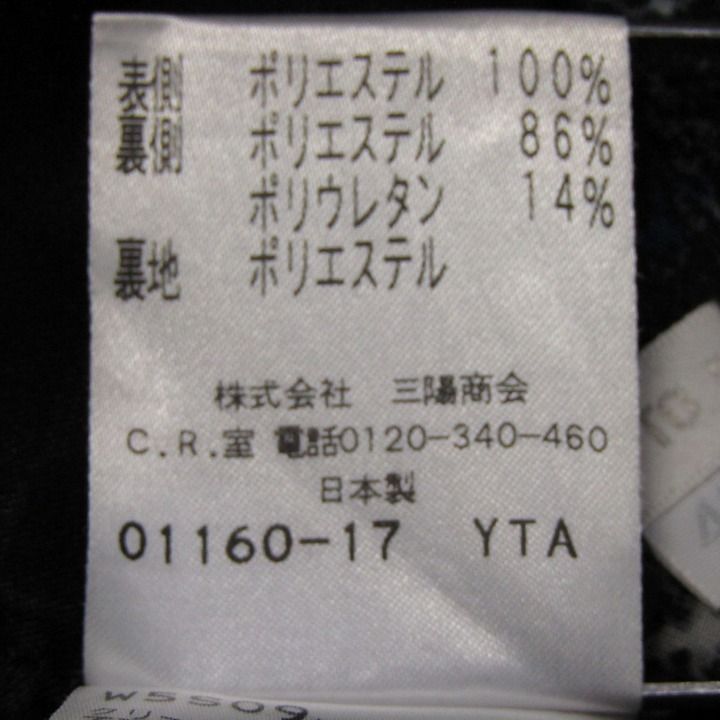 表側 ポリエステル 100%
裏側 ポリエステル 86%
ポリウレタン 14%
裏地 ポリエステル
株式会社 三陽商会
C.R.室 電話0120-340-460
日本製
01160-17 YTA
W5509